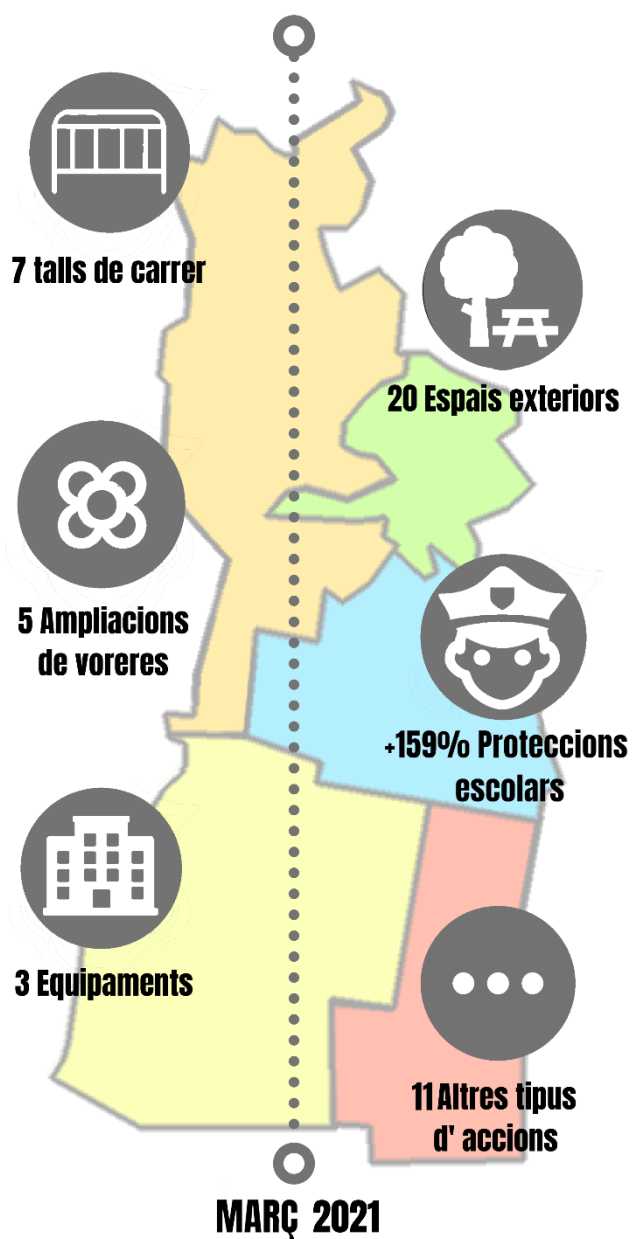 7 talls de carrer
20 Espais exteriors
5 Ampliacions
de voreres
+159% Proteccions
escolars
3 Equipaments
11 Altres tipus
d' accions
MARÇ 2021